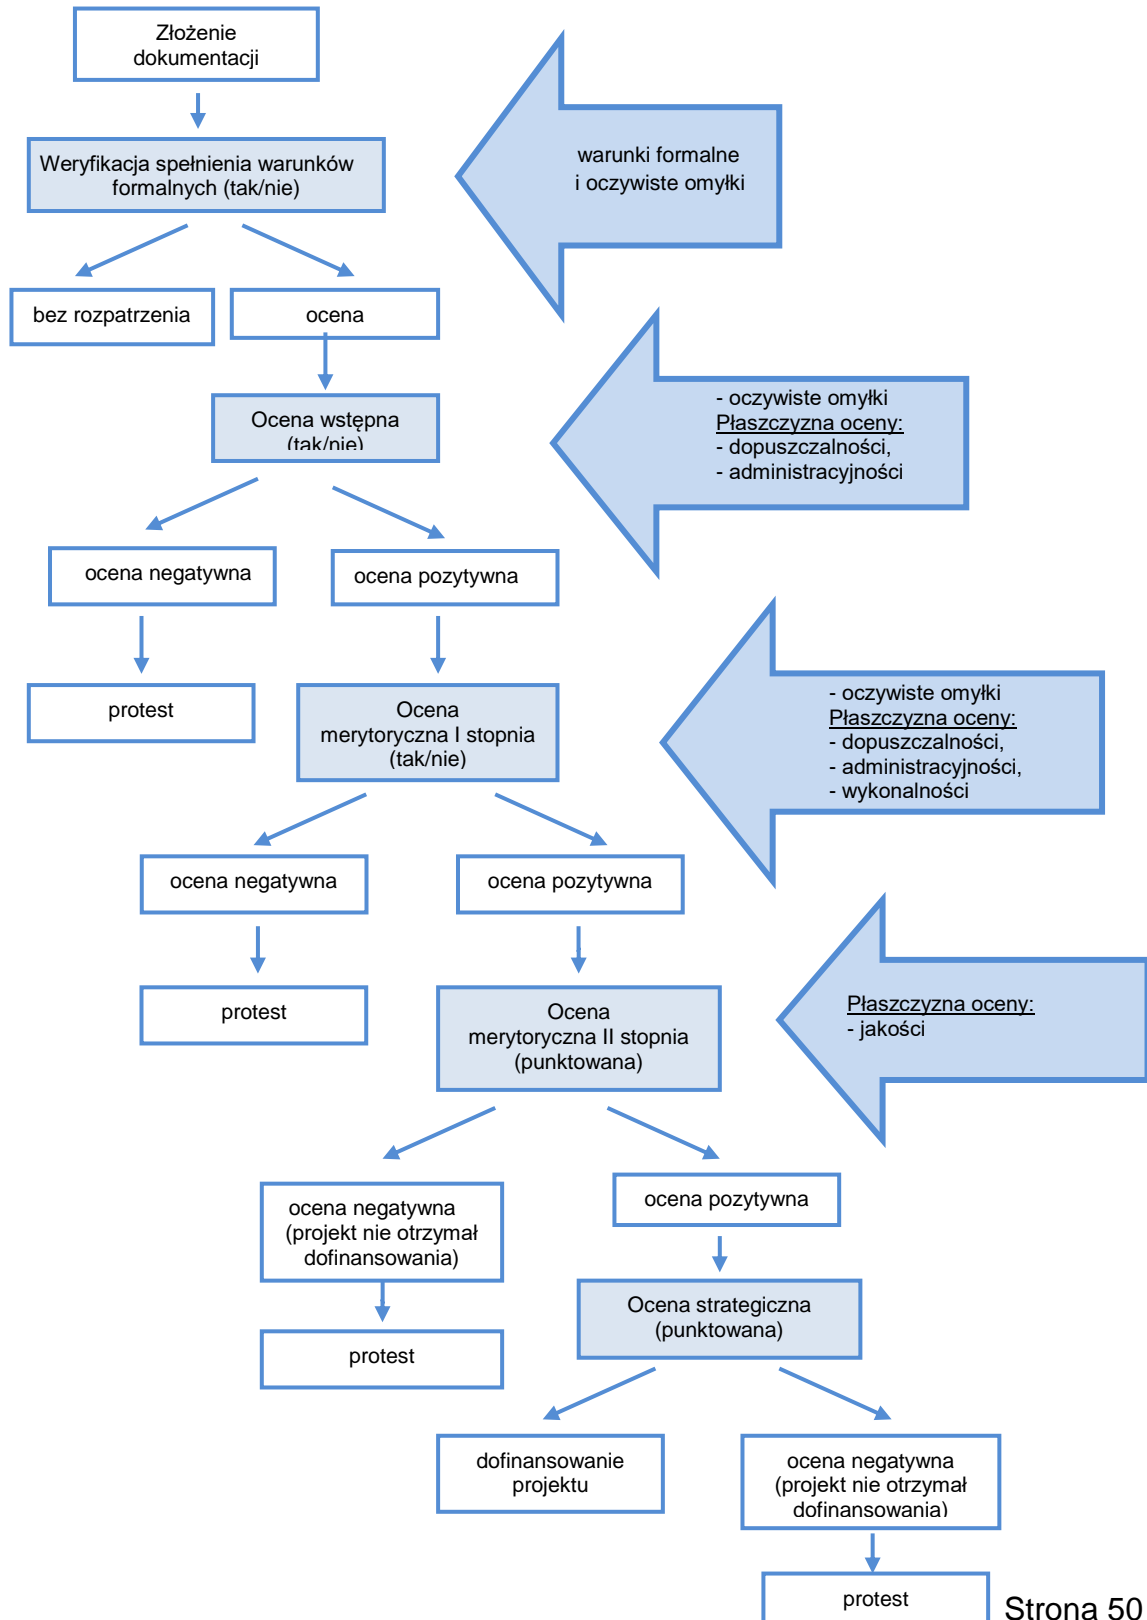 Złożenie
dokumentacji
Weryfikacja spełnienia warunków
formalnych (tak/nie)
warunki formalne
i oczywiste omyłki
bez rozpatrzenia
ocena
Ocena wstępna
(tak/nie)
- oczywiste omyłki
Płaszczyzna oceny:
- dopuszczalności,
- administracyjności
ocena negatywna
ocena pozytywna
protest
Ocena
merytoryczna I stopnia
(tak/nie)
- oczywiste omyłki
Płaszczyzna oceny:
- dopuszczalności,
- administracyjności,
- wykonalności
ocena negatywna
ocena pozytywna
protest
Ocena
merytoryczna II stopnia
(punktowana)
Płaszczyzna oceny:
- jakości
ocena negatywna
(projekt nie otrzymał
dofinansowania)
ocena pozytywna
protest
Ocena strategiczna
(punktowana)
dofinansowanie
projektu
ocena negatywna
(projekt nie otrzymał
dofinansowania)
protest
Strona 50